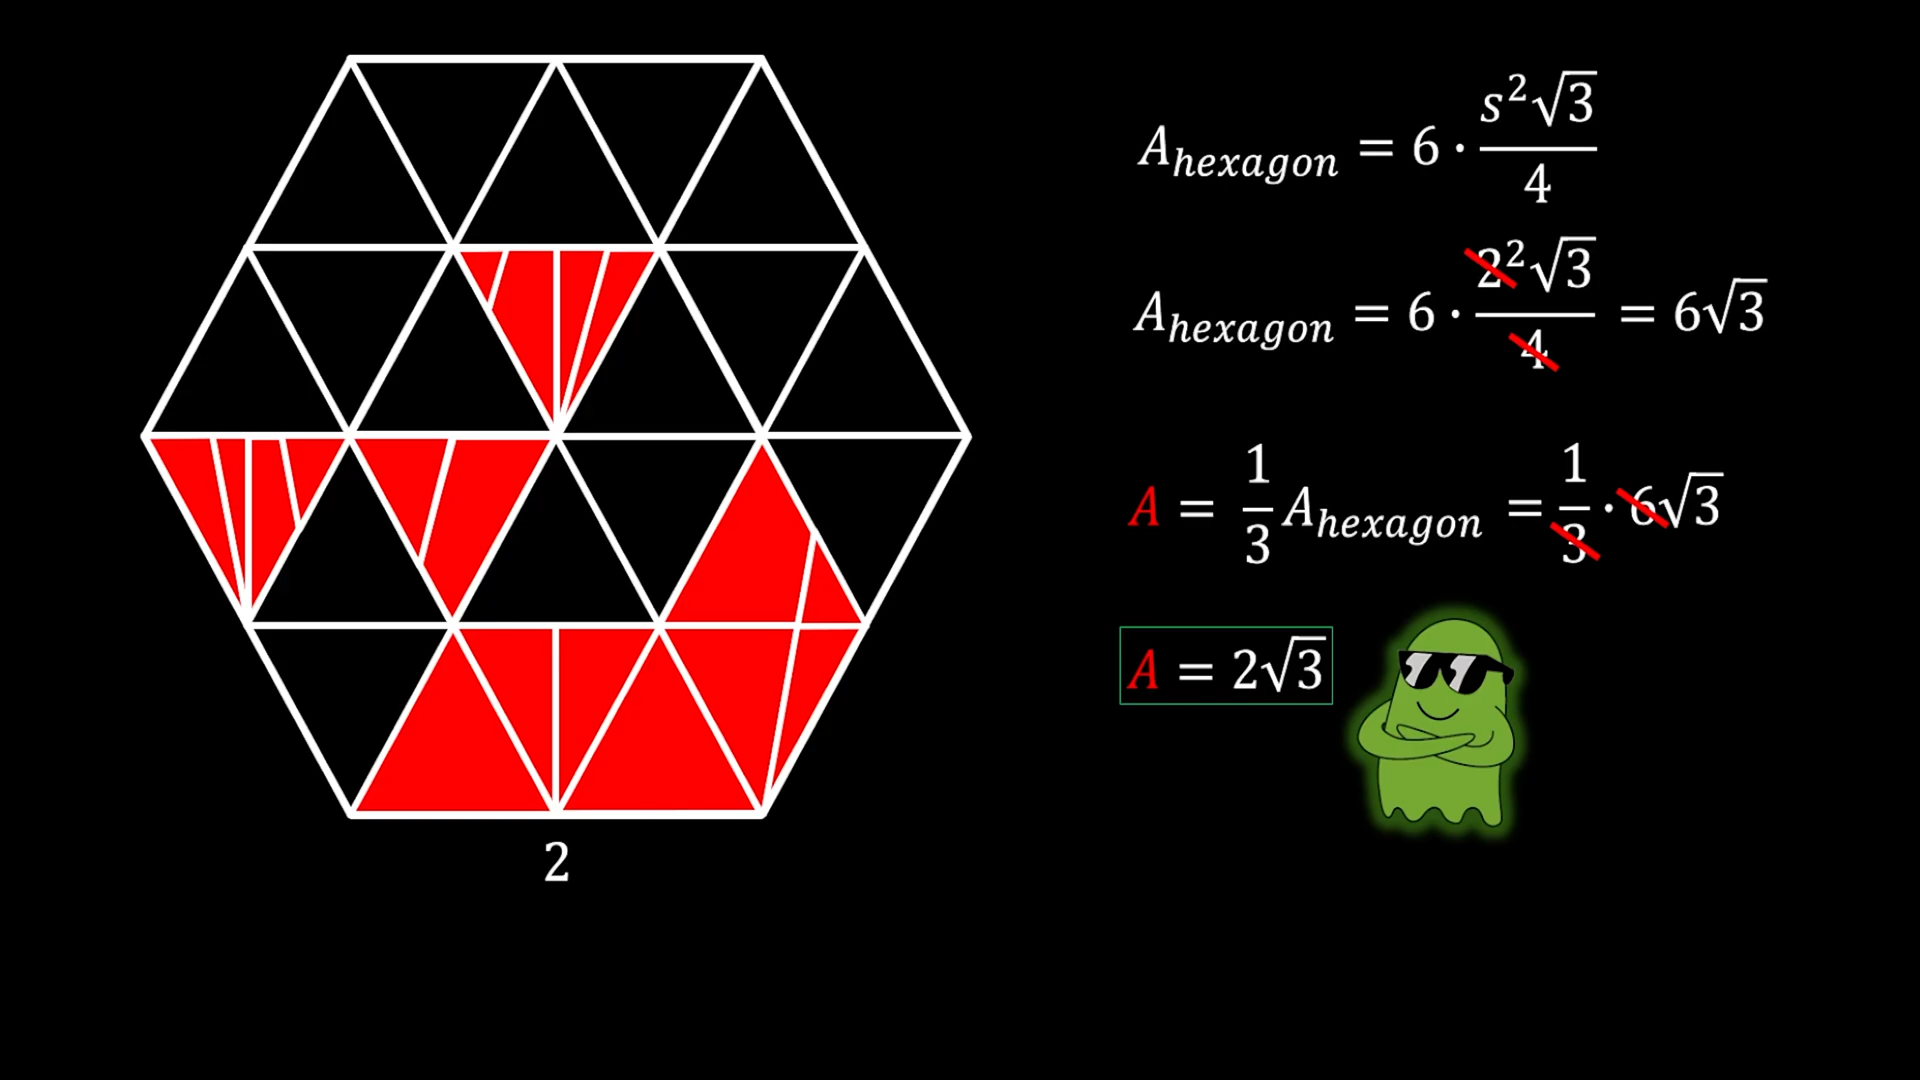 A_hexagon = 6 · s²√3/4
A_hexagon = 6 · 2²√3/4 = 6√3
A = 1/3 A_hexagon = 1/3 · 6√3
A = 2√3
2